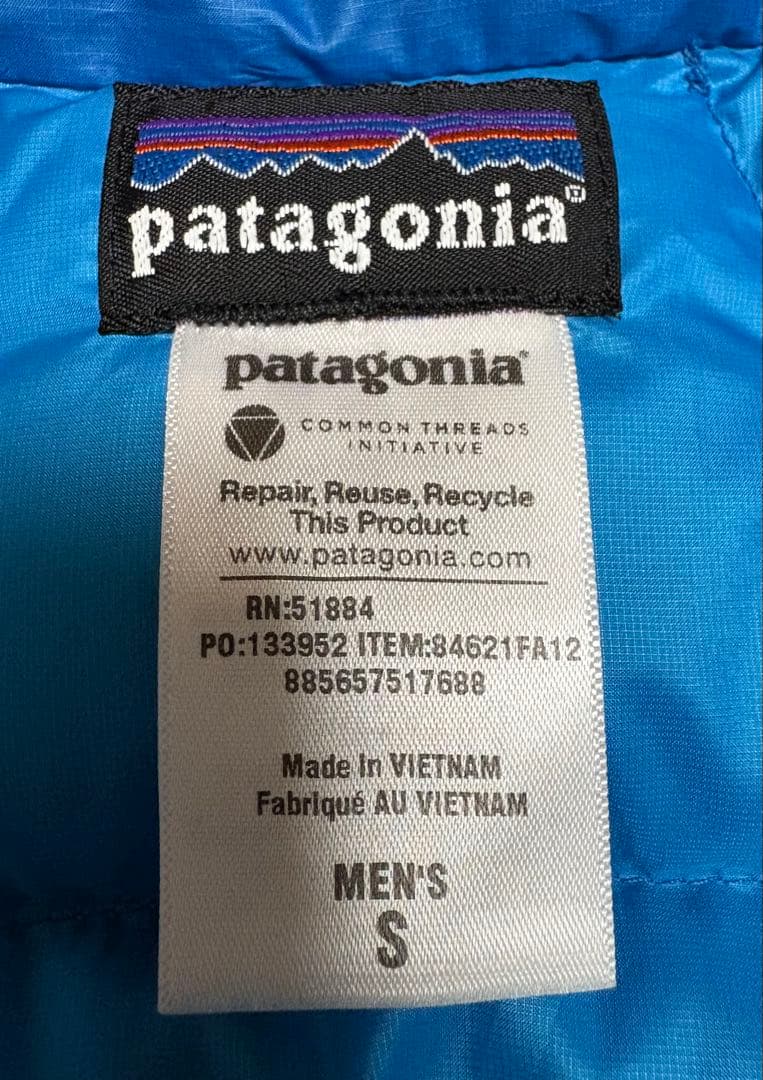 patagonia
patagonia
COMMON THREADS
INITIATIVE
Repair, Reuse, Recycle
This Product
www.patagonia.com
RN:51884
PO:133952 ITEM:84621FA12
885657517688
Made in VIETNAM
Fabriqué AU VIETNAM
MEN'S
S